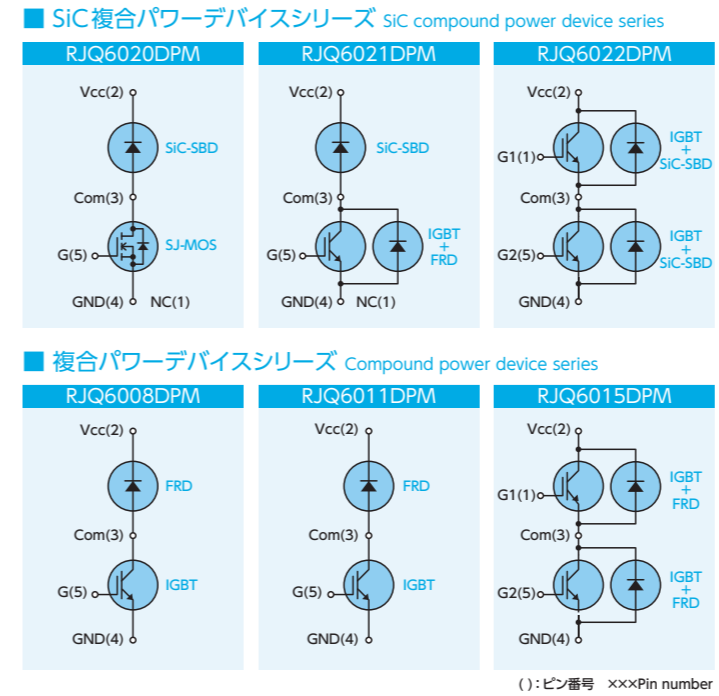 ■ SiC複合パワーデバイスシリーズ SiC compound power device series
RJQ6020DPM
Vcc(2)
SiC-SBD
Com(3)
SJ-MOS
G(5)
GND(4) NC(1)
RJQ6021DPM
Vcc(2)
SiC-SBD
Com(3)
IGBT
+
FRD
G(5)
GND(4) NC(1)
RJQ6022DPM
Vcc(2)
IGBT
+
SiC-SBD
G1(1)
Com(3)
IGBT
+
SiC-SBD
G2(5)
GND(4)
■ 複合パワーデバイスシリーズ Compound power device series
RJQ6008DPM
Vcc(2)
FRD
Com(3)
IGBT
G(5)
GND(4)
RJQ6011DPM
Vcc(2)
FRD
Com(3)
IGBT
G(5)
GND(4)
RJQ6015DPM
Vcc(2)
IGBT
+
FRD
G1(1)
Com(3)
IGBT
+
FRD
G2(5)
GND(4)
( ):ピン番号 ×××Pin number